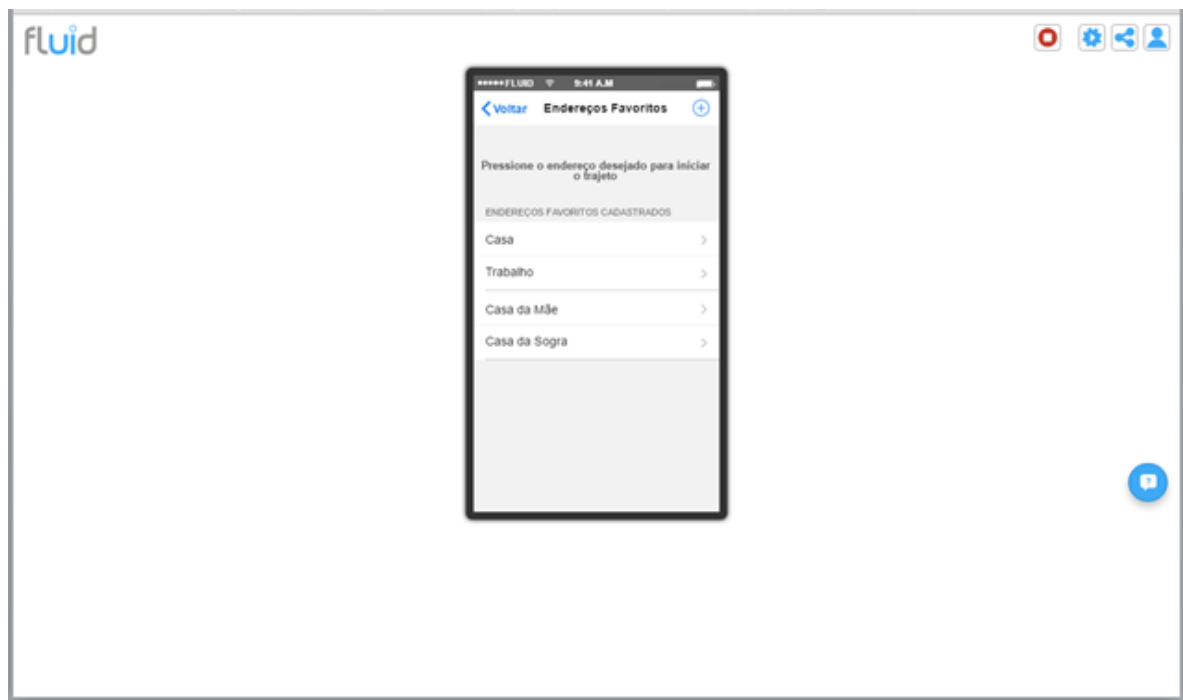 fluid
•••••FLUID 9:41 A.M
Voltar Endereços Favoritos
Pressione o endereço desejado para iniciar
o trajeto
ENDEREÇOS FAVORITOS CADASTRADOS
Casa
Trabalho
Casa da Mãe
Casa da Sogra